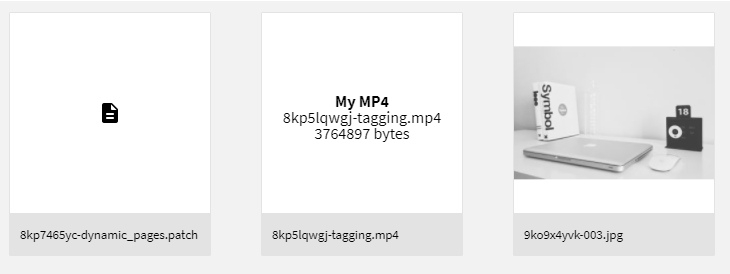 My MP4
8kp5lqwgj-tagging.mp4
3764897 bytes
Symbol
18
8kp7465yc-dynamic_pages.patch
8kp5lqwgj-tagging.mp4
9ko9x4yvk-003.jpg